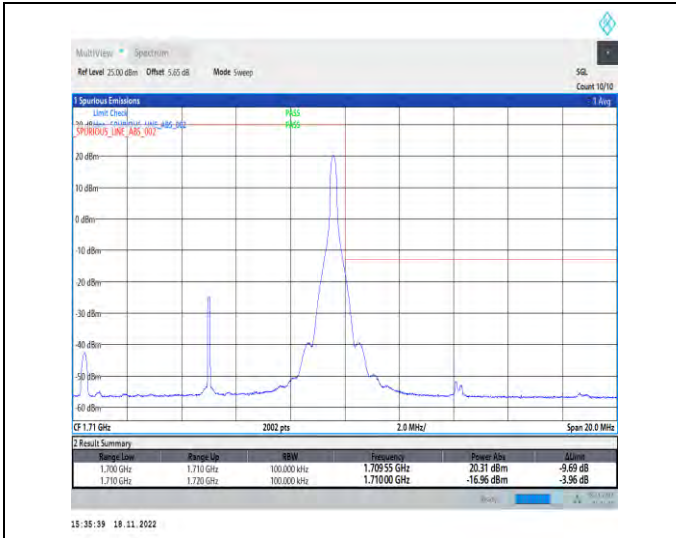 MultiView Spectrum
Ref Level 25.00 dBm Offset 5.65 dB Mode Sweep SGL
Count 10/10
1 Spurious Emissions 1 Avg
Limit Check PASS
PASS
_SPURIOUS_LINE_ABS_002
20 dBm
10 dBm
0 dBm
-10 dBm
-20 dBm
-30 dBm
-40 dBm
-50 dBm
-60 dBm
CF 1.71 GHz 2002 pts 2.0 MHz/ Span 20.0 MHz
2 Result Summary
Range Low Range Up RBW Frequency Power Abs ΔLimit
1.700 GHz 1.710 GHz 100.000 kHz 1.70955 GHz 20.31 dBm -9.69 dB
1.710 GHz 1.720 GHz 100.000 kHz 1.71000 GHz -16.96 dBm -3.96 dB
Ready
15:35:39 18.11.2022